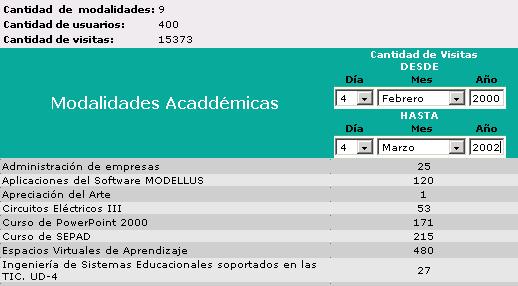 Cantidad de modalidades: 9
Cantidad de usuarios: 400
Cantidad de visitas: 15373
Modalidades Acaddémicas
Cantidad de Visitas
DESDE
Día Mes Año
4 Febrero 2000
HASTA
Día Mes Año
4 Marzo 2002
Administración de empresas 25
Aplicaciones del Software MODELLUS 120
Apreciación del Arte 1
Circuitos Eléctricos III 53
Curso de PowerPoint 2000 171
Curso de SEPAD 215
Espacios Virtuales de Aprendizaje 480
Ingeniería de Sistemas Educacionales soportados en las
TIC. UD-4 27